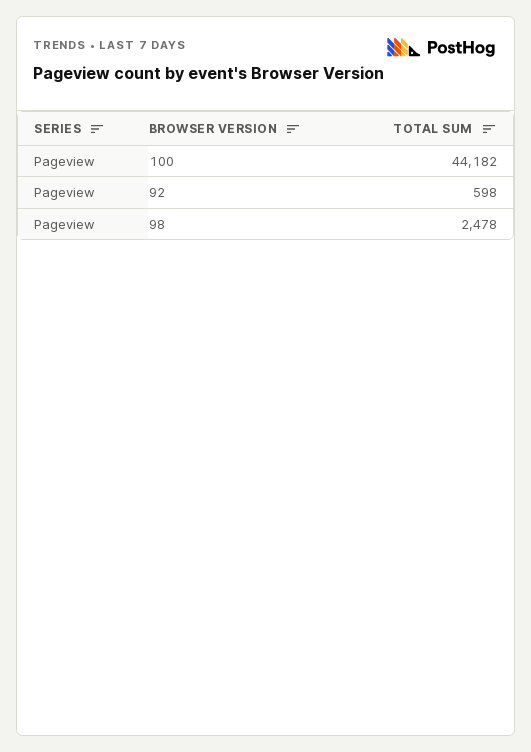 TRENDS • LAST 7 DAYS
PostHog
Pageview count by event's Browser Version
SERIES BROWSER VERSION TOTAL SUM
Pageview 100 44,182
Pageview 92 598
Pageview 98 2,478